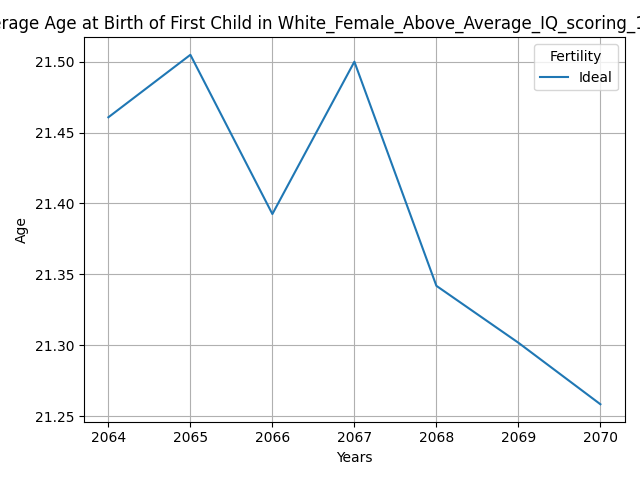 Average Age at Birth of First Child in White_Female_Above_Average_IQ_scoring_1
Fertility
Ideal
21.50
21.45
21.40
21.35
21.30
21.25
Age
2064 2065 2066 2067 2068 2069 2070
Years